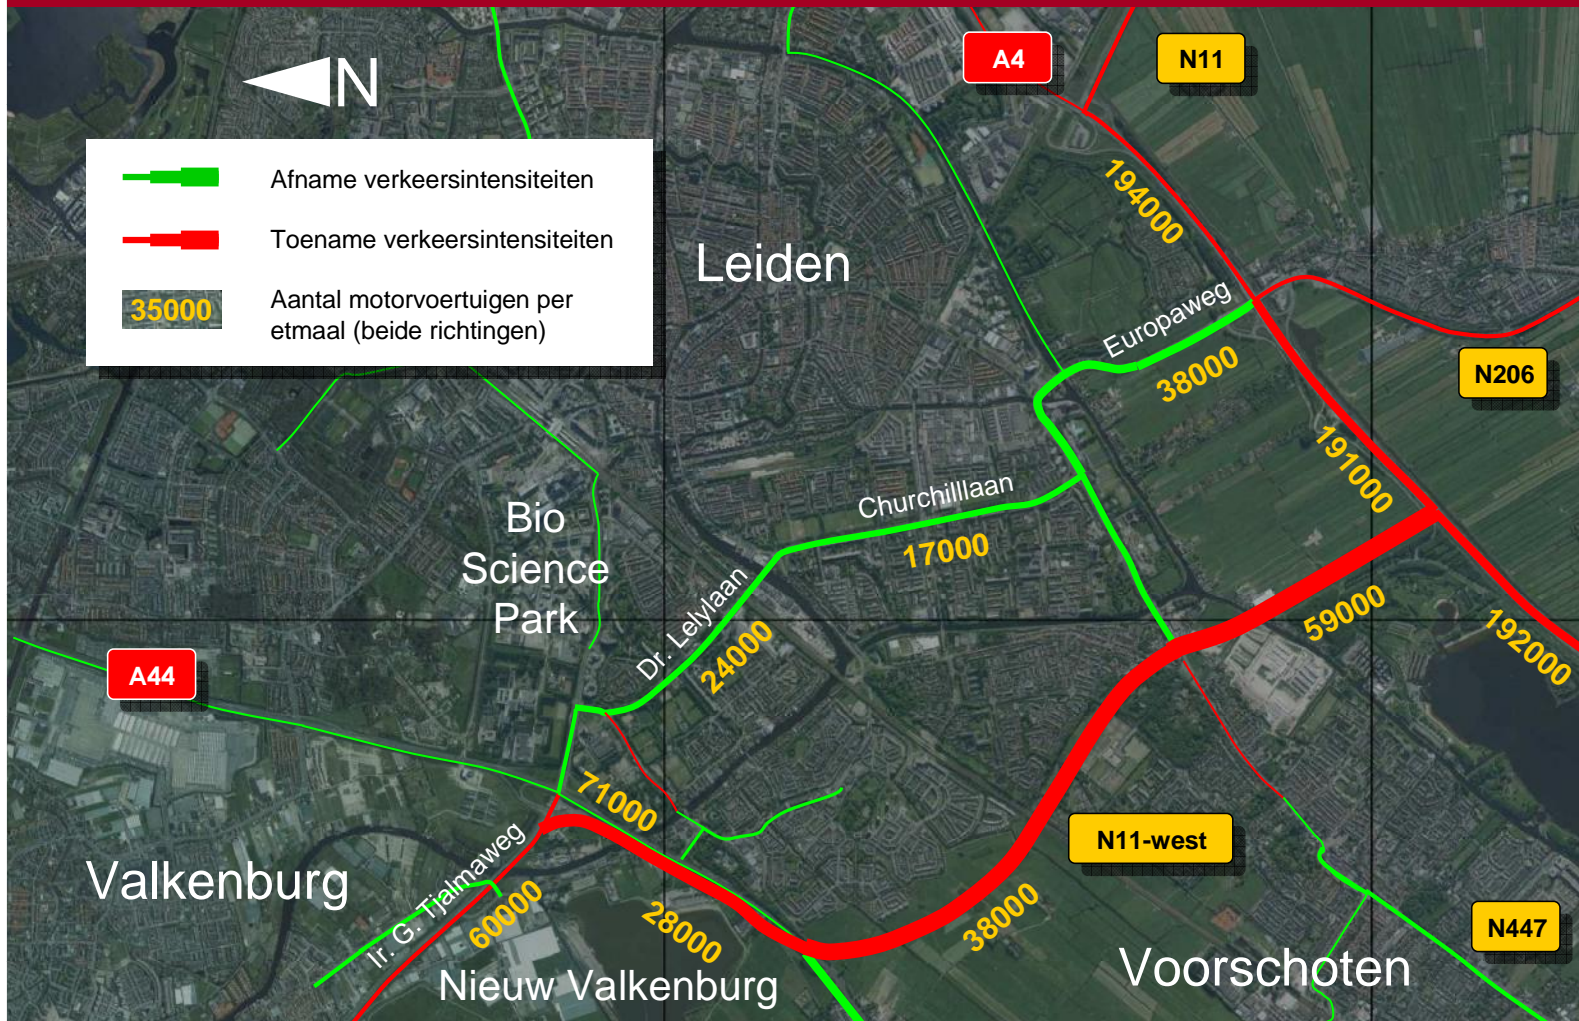 A4
N11
N
Afname verkeersintensiteiten
Toename verkeersintensiteiten
35000
Aantal motorvoertuigen per
etmaal (beide richtingen)
194000
Leiden
Europaweg
38000
N206
191000
Churchilllaan
17000
Bio
Science
Park
Dr. Lelylaan
24000
59000
192000
A44
71000
N11-west
Valkenburg
Ir. G. Tjalmaweg
60000
28000
38000
N447
Voorschoten
Nieuw Valkenburg